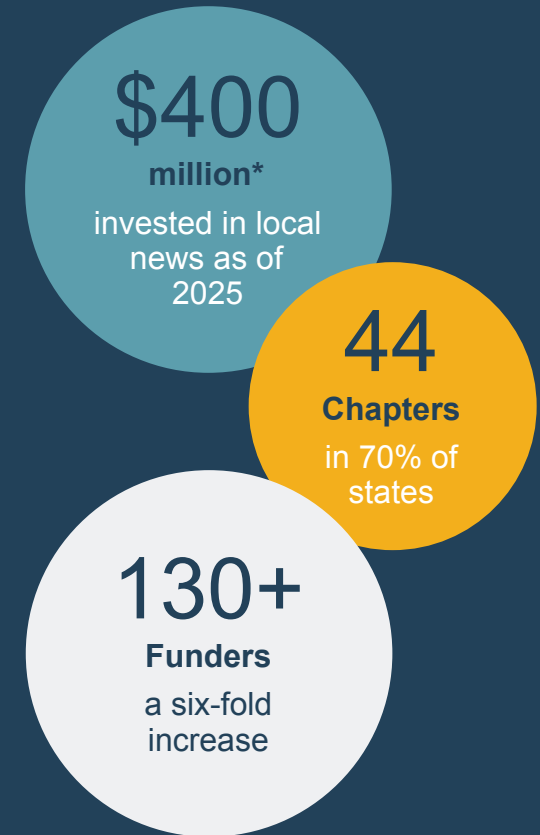 $400
million*
invested in local
news as of
2025
44
Chapters
in 70% of
states
130+
Funders
a six-fold
increase